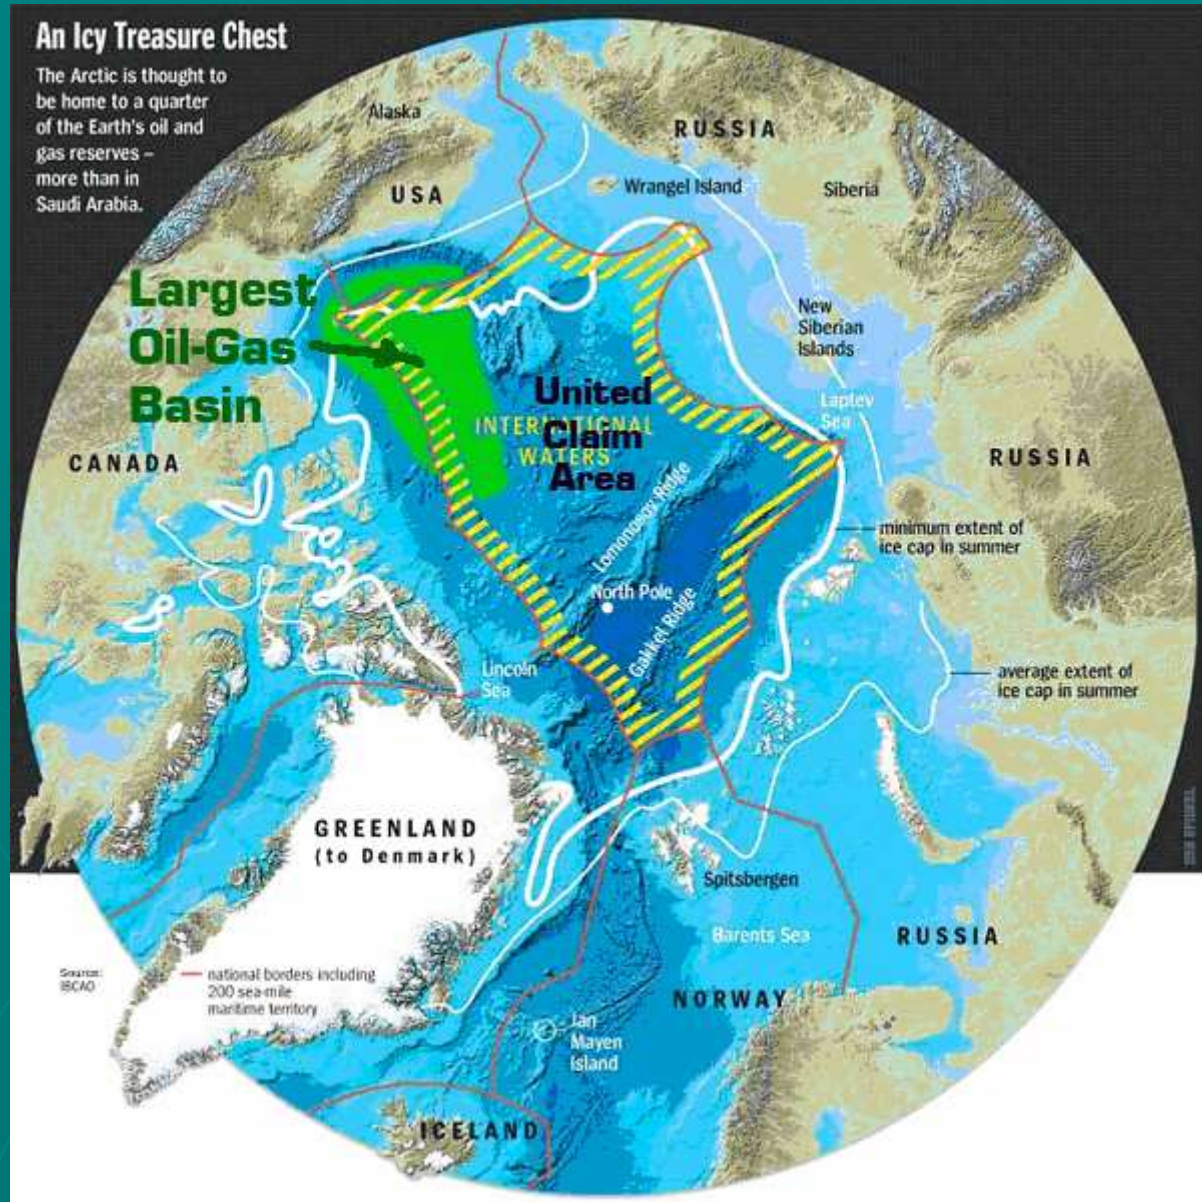 An Icy Treasure Chest
The Arctic is thought to
be home to a quarter
of the Earth's oil and
gas reserves –
more than in
Saudi Arabia.
Alaska
RUSSIA
USA
Wrangel Island
Siberia
Largest
Oil-Gas
Basin
New
Siberian
Islands
United
Claim
Area
INTERNATIONAL
WATERS
Laptev
Sea
CANADA
RUSSIA
Lomonosov Ridge
minimum extent of
ice cap in summer
North Pole
Gakkel Ridge
Lincoln
Sea
average extent of
ice cap in summer
GREENLAND
(to Denmark)
Spitsbergen
Barents Sea
RUSSIA
DER SPIEGEL
Source:
IBCAO
national borders including
200 sea-mile
maritime territory
NORWAY
Jan
Mayen
Island
ICELAND